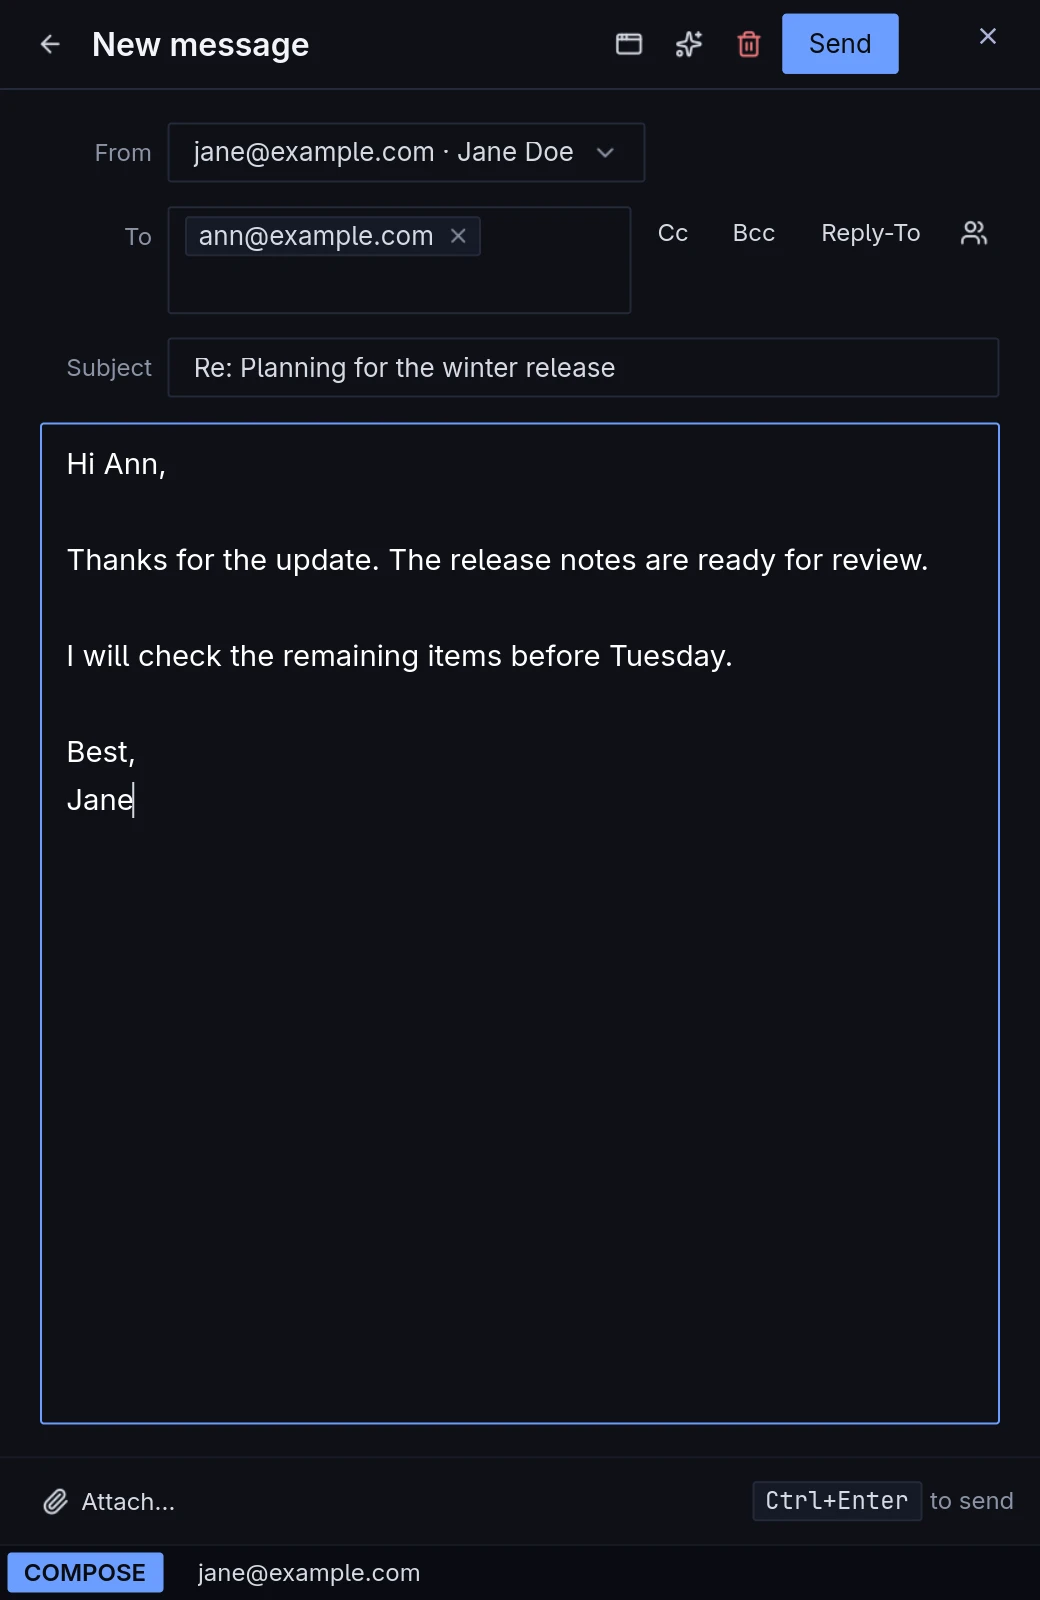 New message
Send
From
jane@example.com · Jane Doe
To
ann@example.com
Cc
Bcc
Reply-To
Subject
Re: Planning for the winter release
Hi Ann,
Thanks for the update. The release notes are ready for review.
I will check the remaining items before Tuesday.
Best,
Jane
Attach...
Ctrl+Enter to send
COMPOSE
jane@example.com